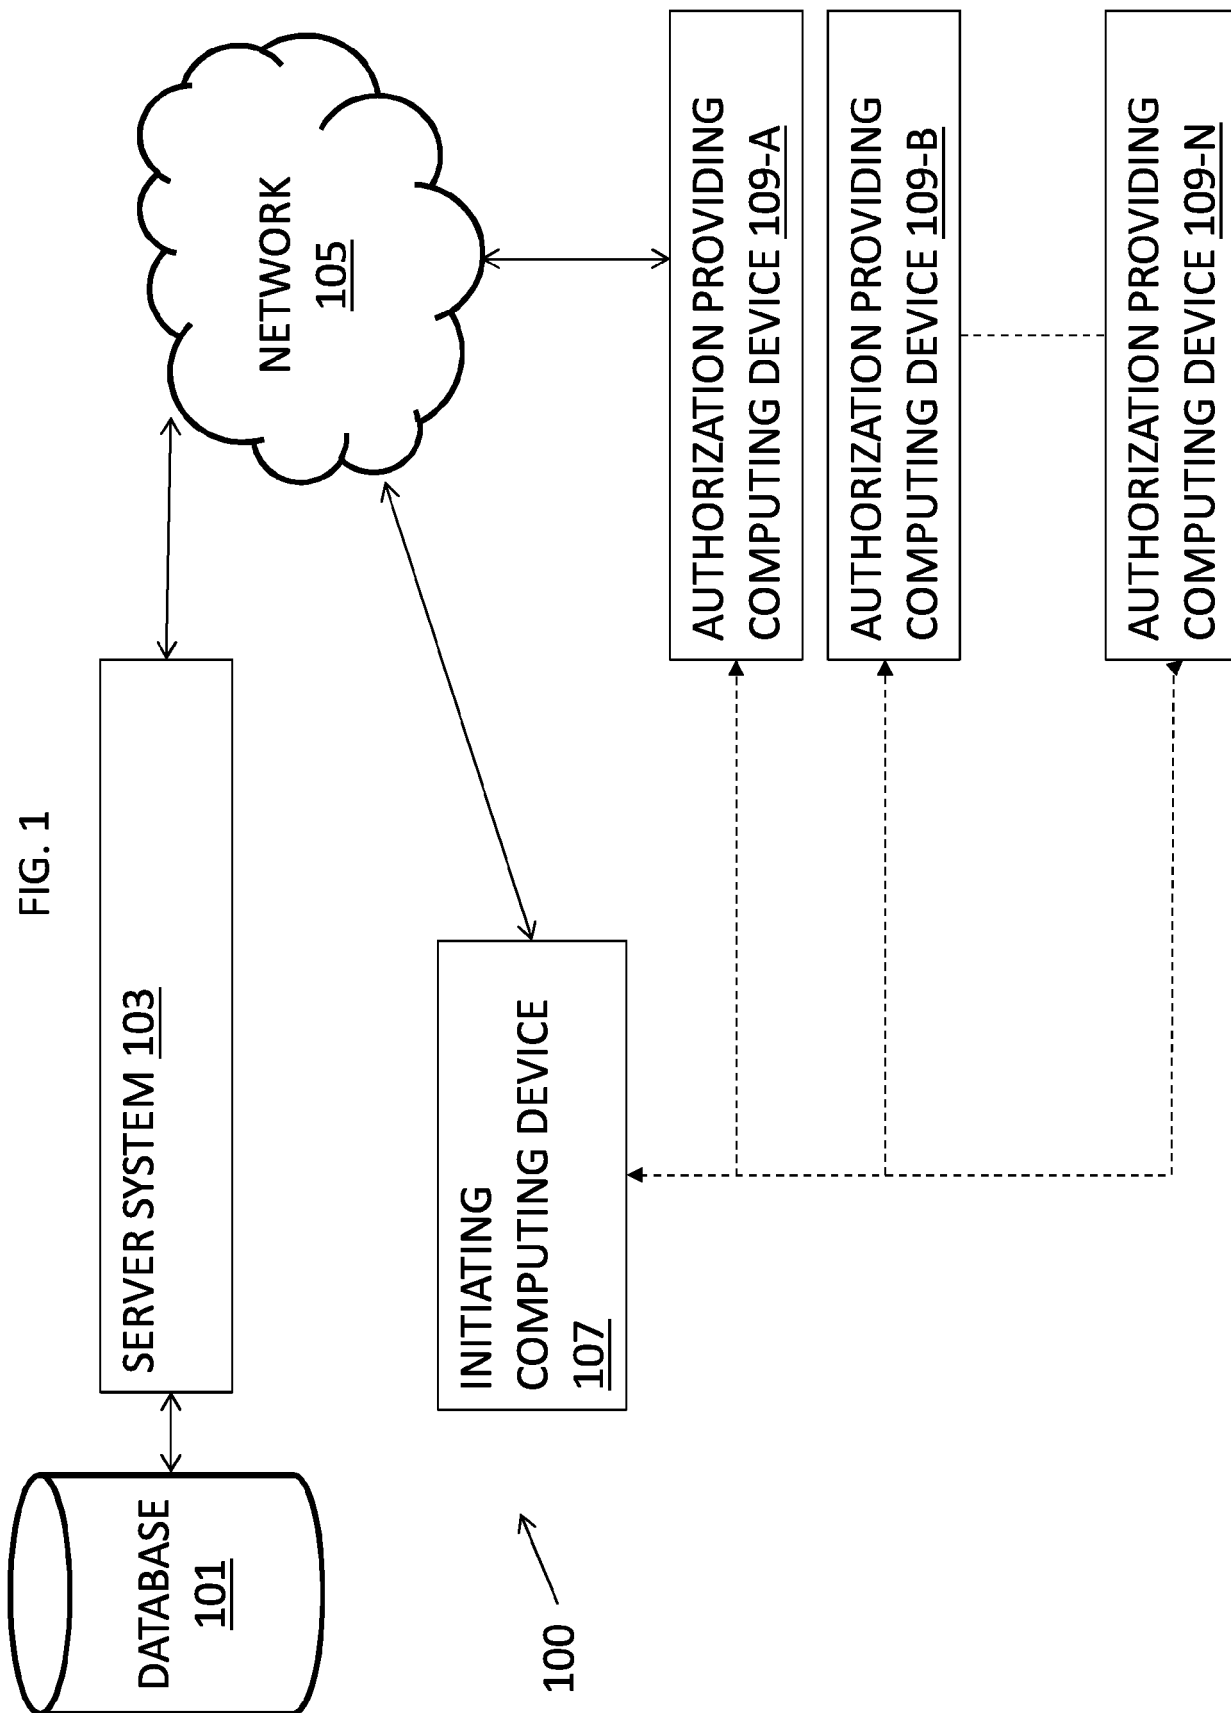 FIG. 1
DATABASE
101
SERVER SYSTEM 103
NETWORK
105
INITIATING
COMPUTING DEVICE
107
100
AUTHORIZATION PROVIDING
COMPUTING DEVICE 109-A
AUTHORIZATION PROVIDING
COMPUTING DEVICE 109-B
AUTHORIZATION PROVIDING
COMPUTING DEVICE 109-N